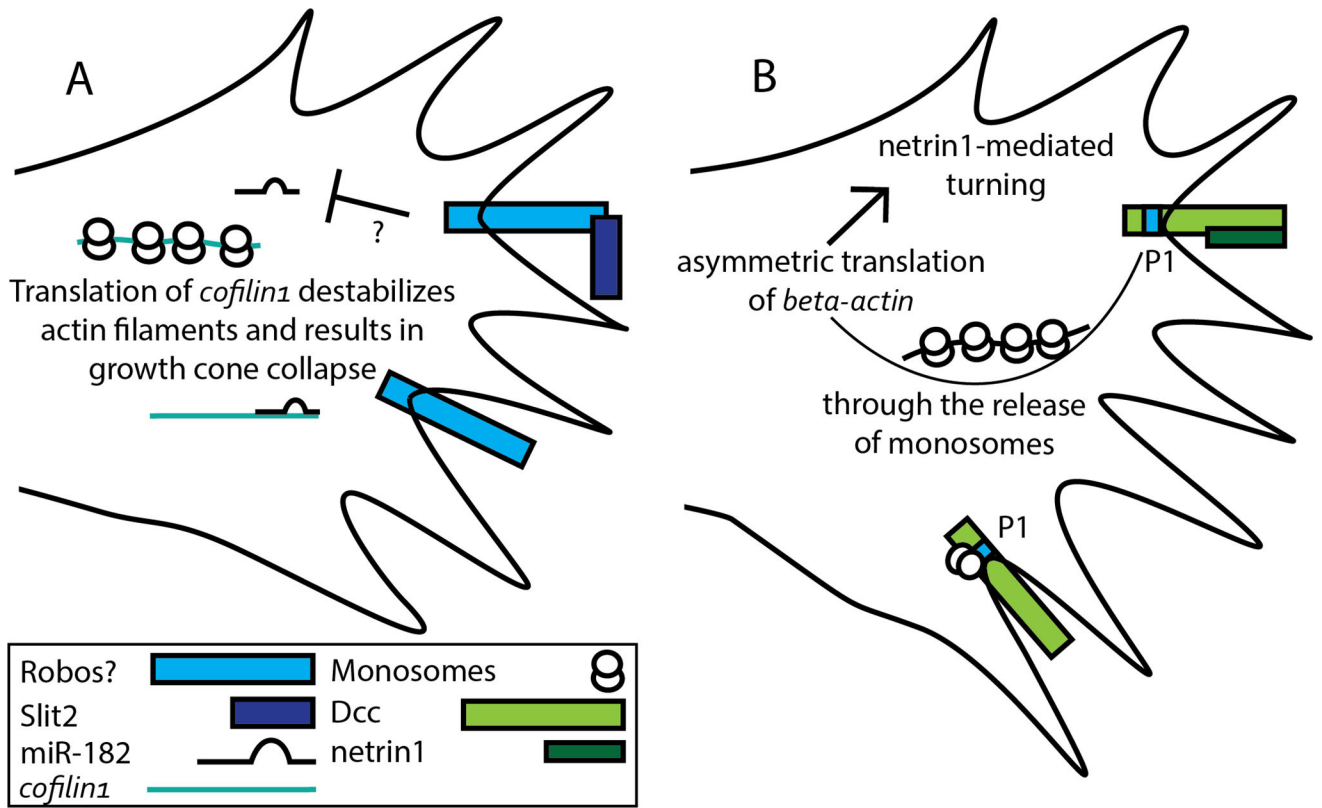 A
?
Translation of cofilin1 destabilizes
actin filaments and results in
growth cone collapse
B
netrin1-mediated
turning
P1
asymmetric translation
of beta-actin
through the release
of monosomes
P1
Robos?
Monosomes
Slit2
Dcc
miR-182
netrin1
cofilin1